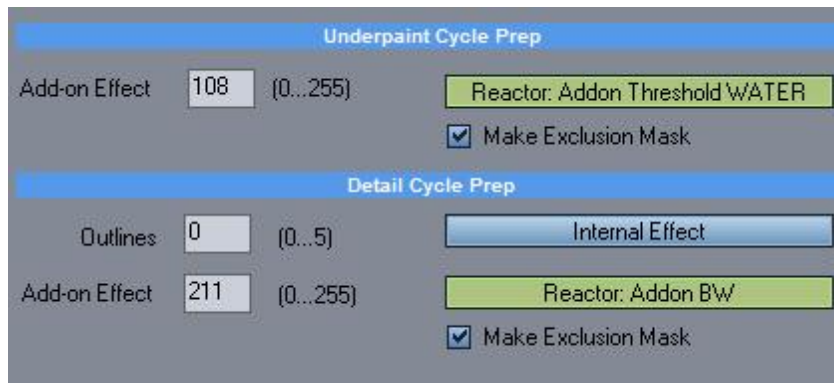 Underpaint Cycle Prep
Add-on Effect 108 (0...255) Reactor: Addon Threshold WATER
Make Exclusion Mask
Detail Cycle Prep
Outlines 0 (0...5) Internal Effect
Add-on Effect 211 (0...255) Reactor: Addon BW
Make Exclusion Mask